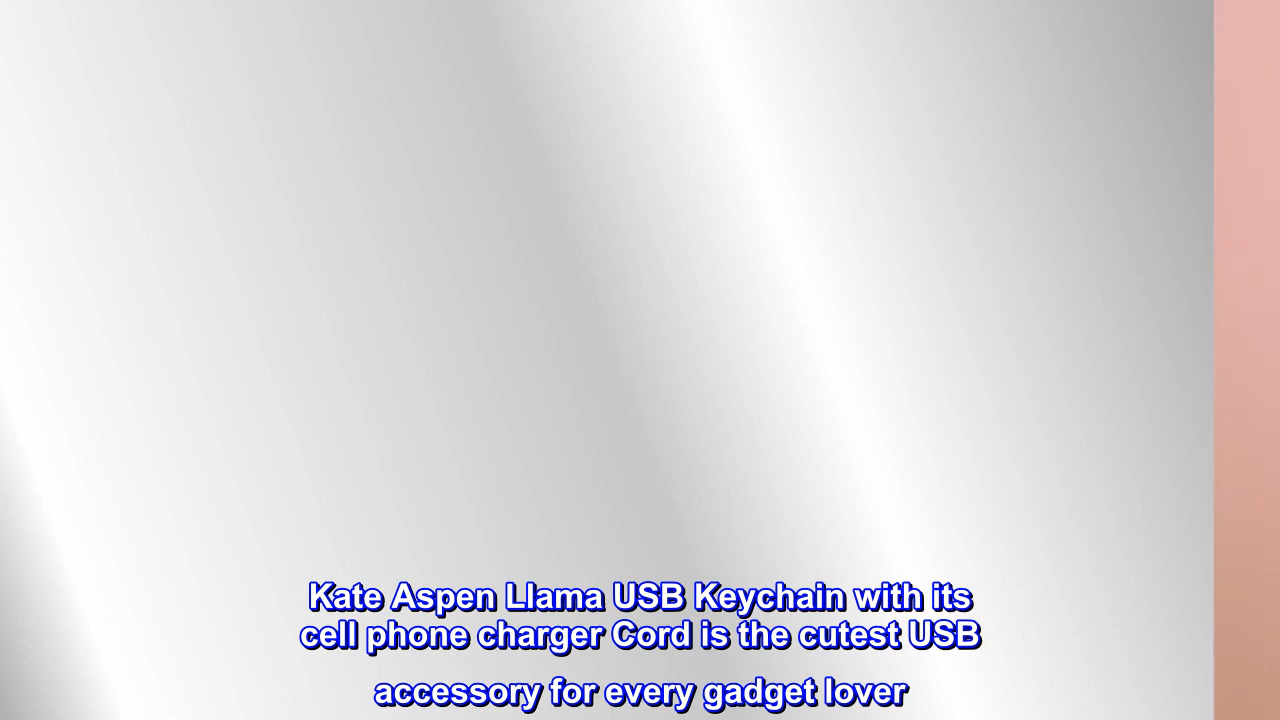 Kate Aspen Llama USB Keychain with its
cell phone charger Cord is the cutest USB
accessory for every gadget lover